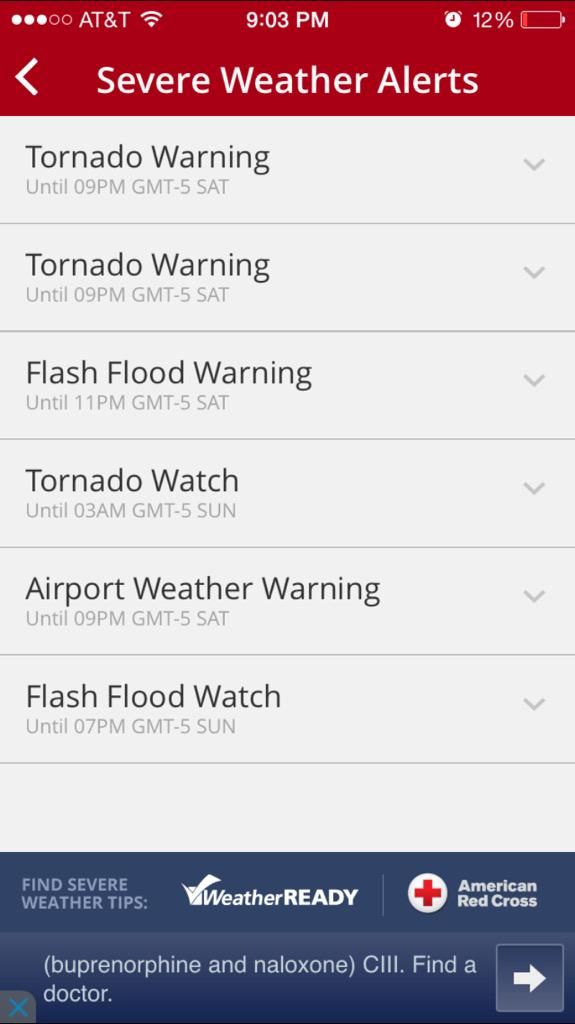 AT&T 9:03 PM 12%
Severe Weather Alerts
Tornado Warning
Until 09PM GMT-5 SAT
Tornado Warning
Until 09PM GMT-5 SAT
Flash Flood Warning
Until 11PM GMT-5 SAT
Tornado Watch
Until 03AM GMT-5 SUN
Airport Weather Warning
Until 09PM GMT-5 SAT
Flash Flood Watch
Until 07PM GMT-5 SUN
FIND SEVERE
WEATHER TIPS:
WeatherREADY
American
Red Cross
(buprenorphine and naloxone) CIII. Find a
doctor.